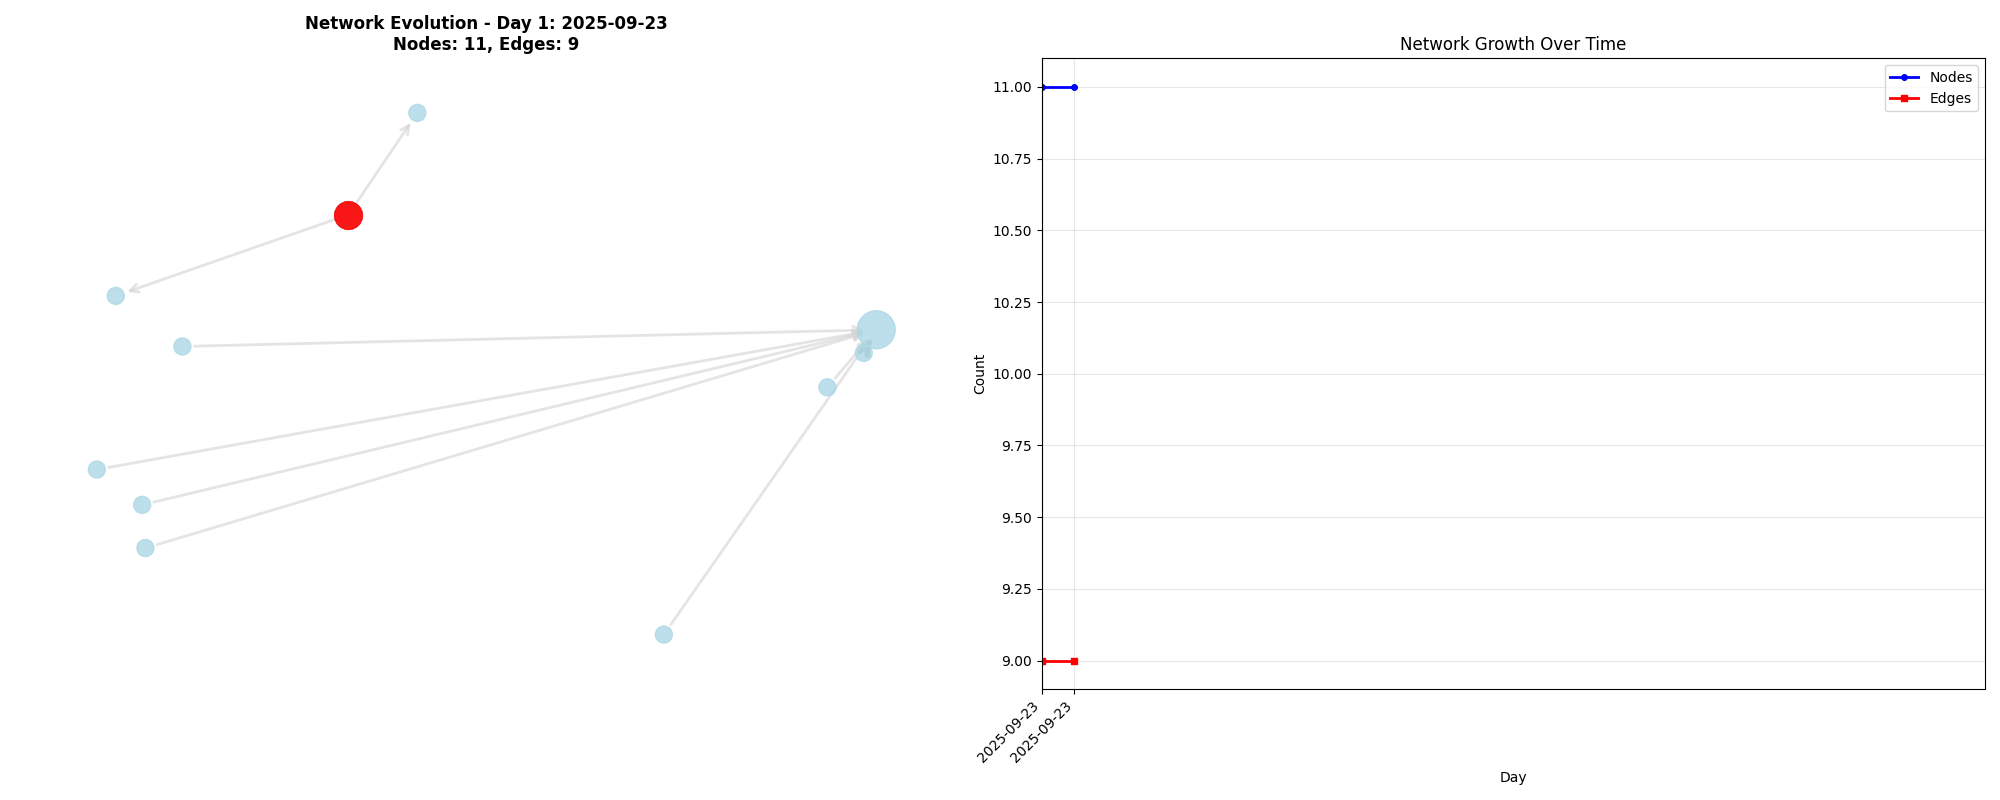 Network Evolution - Day 1: 2025-09-23
Nodes: 11, Edges: 9
Network Growth Over Time
Nodes
Edges
11.00
10.75
10.50
10.25
10.00
9.75
9.50
9.25
9.00
Count
2025-09-23
2025-09-23
Day